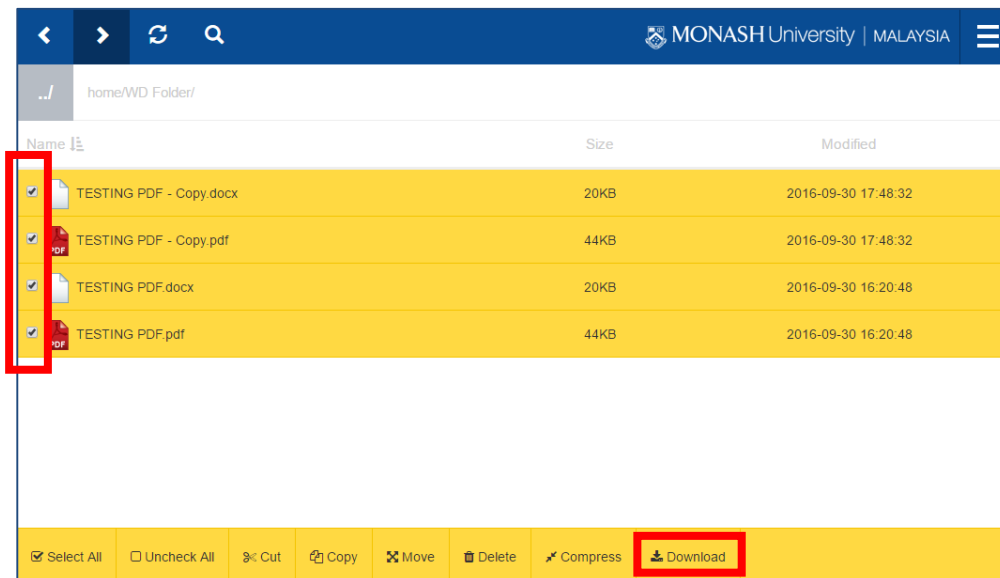 MONASH University | MALAYSIA
../ home/WD Folder/
Name Size Modified
TESTING PDF - Copy.docx 20KB 2016-09-30 17:48:32
PDF TESTING PDF - Copy.pdf 44KB 2016-09-30 17:48:32
TESTING PDF.docx 20KB 2016-09-30 16:20:48
PDF TESTING PDF.pdf 44KB 2016-09-30 16:20:48
Select All Uncheck All Cut Copy Move Delete Compress Download